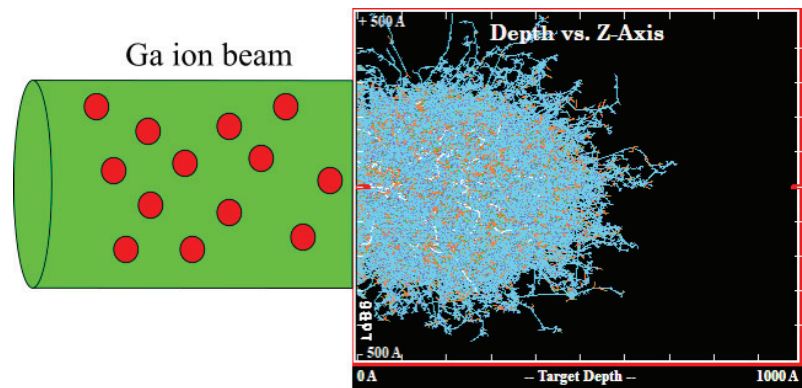 Ga ion beam
+500 A
Depth vs. Z-Axis
-500 A
0 A
-- Target Depth --
1000 A